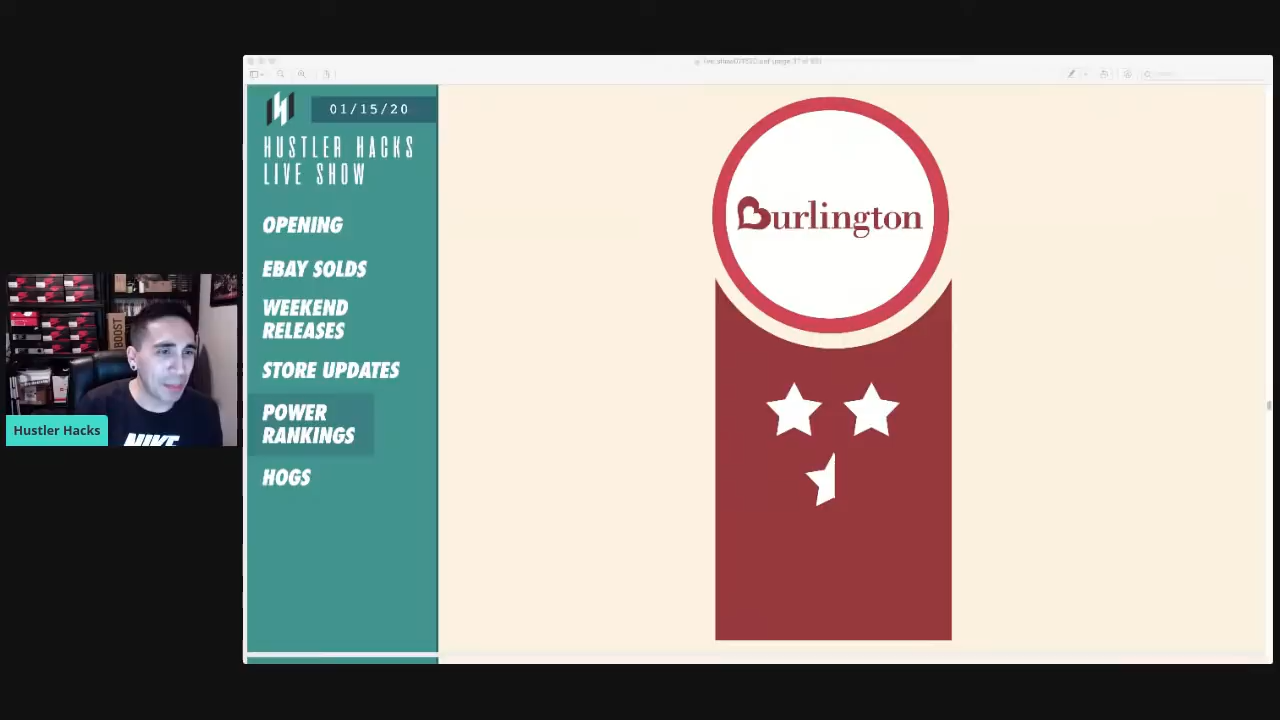 01/15/20
HUSTLER HACKS
LIVE SHOW
OPENING
EBAY SOLDS
WEEKEND
RELEASES
STORE UPDATES
POWER
RANKINGS
HOGS
Burlington
BOOST
NIKE
Hustler Hacks